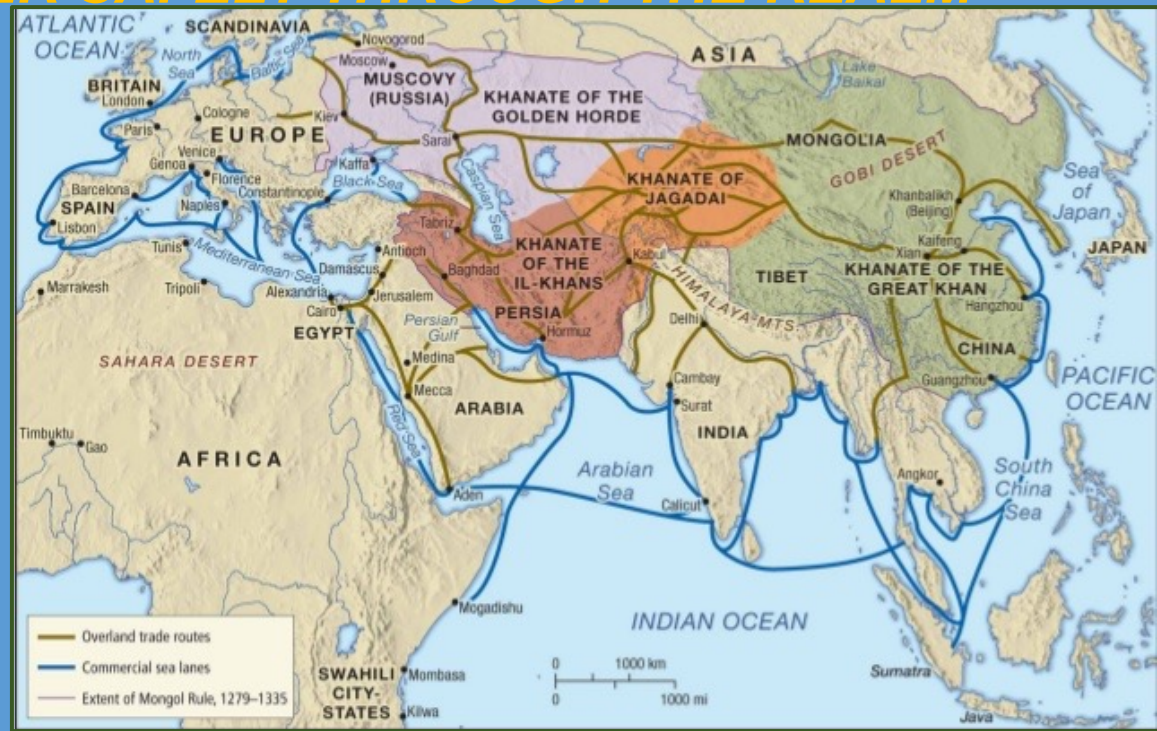 ATLANTIC
OCEAN
SCANDINAVIA
North
Sea
Baltic Sea
Novogorod
Moscow
MUSCOVY
(RUSSIA)
ASIA
Lake
Baikal
BRITAIN
London
Paris
Cologne
EUROPE
Kiev
KHANATE OF THE
GOLDEN HORDE
Sarai
MONGOLIA
GOBI DESERT
Sea
of
Japan
Venice
Genoa
Florence
Kaffa
Black Sea
Caspian Sea
KHANATE OF
JAGADAI
Khanbalikh
(Beijing)
Barcelona
SPAIN
Lisbon
Naples
Constantinople
Tabriz
JAPAN
Tunis
Mediterranean Sea
Antioch
Damascus
Baghdad
KHANATE
OF THE
IL-KHANS
Kabul
HIMALAYA MTS.
TIBET
Kaifeng
Xian
KHANATE OF THE
GREAT KHAN
Hangzhou
Marrakesh
Tripoli
Alexandria
Jerusalem
Cairo
EGYPT
Persian
Gulf
PERSIA
Hormuz
Delhi
CHINA
Guangzhou
SAHARA DESERT
Medina
Mecca
ARABIA
Red Sea
Cambay
Surat
INDIA
PACIFIC
OCEAN
Timbuktu
Gao
AFRICA
Aden
Arabian
Sea
Calicut
Angkor
South
China
Sea
Mogadishu
INDIAN OCEAN
Overland trade routes
Commercial sea lanes
Extent of Mongol Rule, 1279–1335
SWAHILI
CITY-
STATES
Mombasa
Kilwa
0 1000 km
0 1000 mi
Sumatra
Java